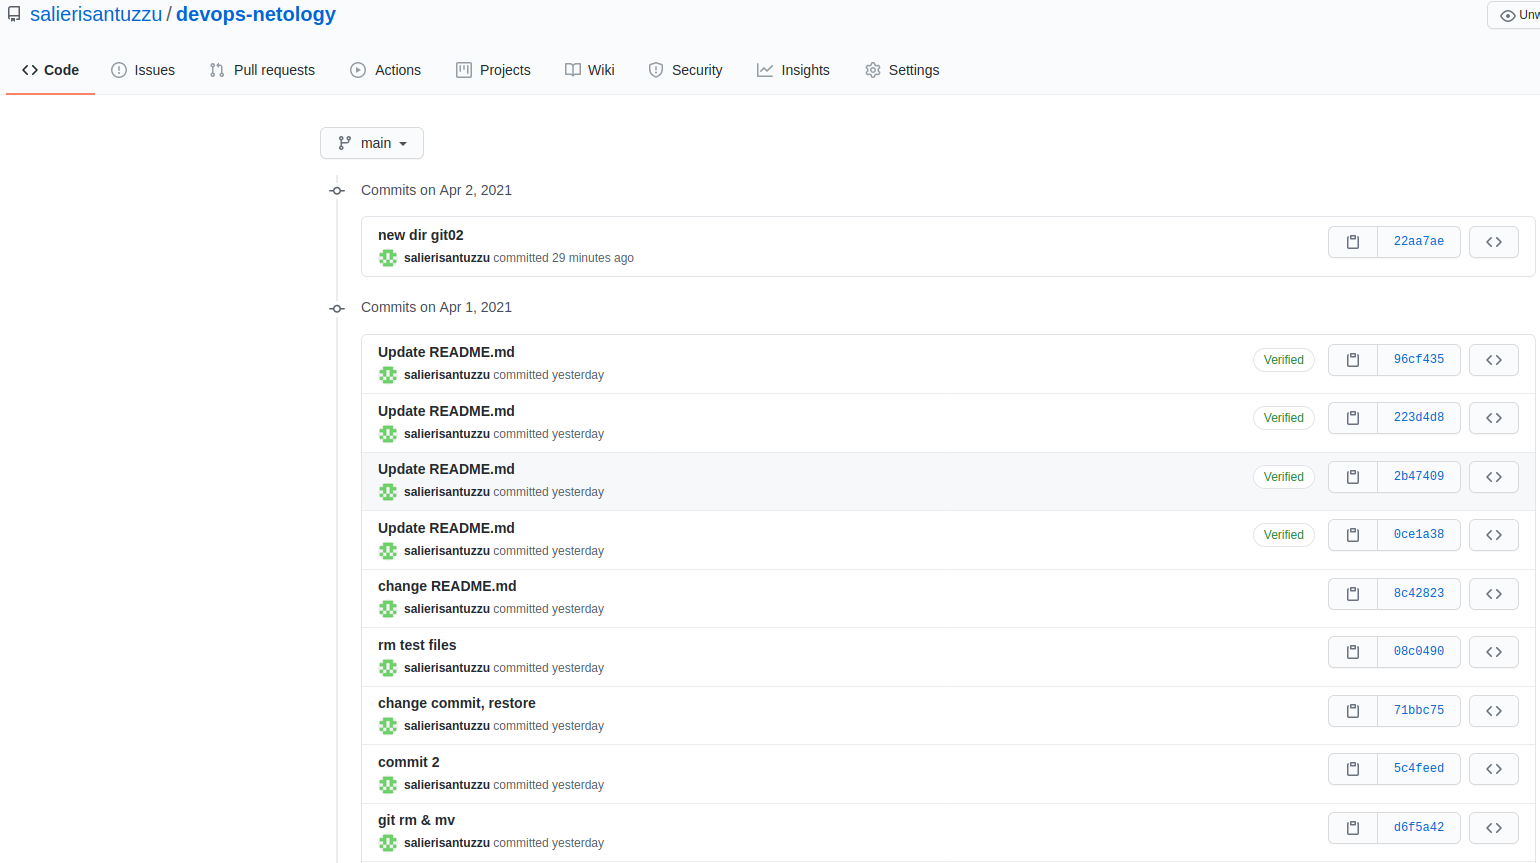 salierisantuzzu / devops-netology
Unw
Code Issues Pull requests Actions Projects Wiki Security Insights Settings
main
Commits on Apr 2, 2021
new dir git02
salierisantuzzu committed 29 minutes ago
22aa7ae
Commits on Apr 1, 2021
Update README.md
salierisantuzzu committed yesterday
Verified
96cf435
Update README.md
salierisantuzzu committed yesterday
Verified
223d4d8
Update README.md
salierisantuzzu committed yesterday
Verified
2b47409
Update README.md
salierisantuzzu committed yesterday
Verified
0ce1a38
change README.md
salierisantuzzu committed yesterday
8c42823
rm test files
salierisantuzzu committed yesterday
08c0490
change commit, restore
salierisantuzzu committed yesterday
71bbc75
commit 2
salierisantuzzu committed yesterday
5c4feed
git rm & mv
salierisantuzzu committed yesterday
d6f5a42